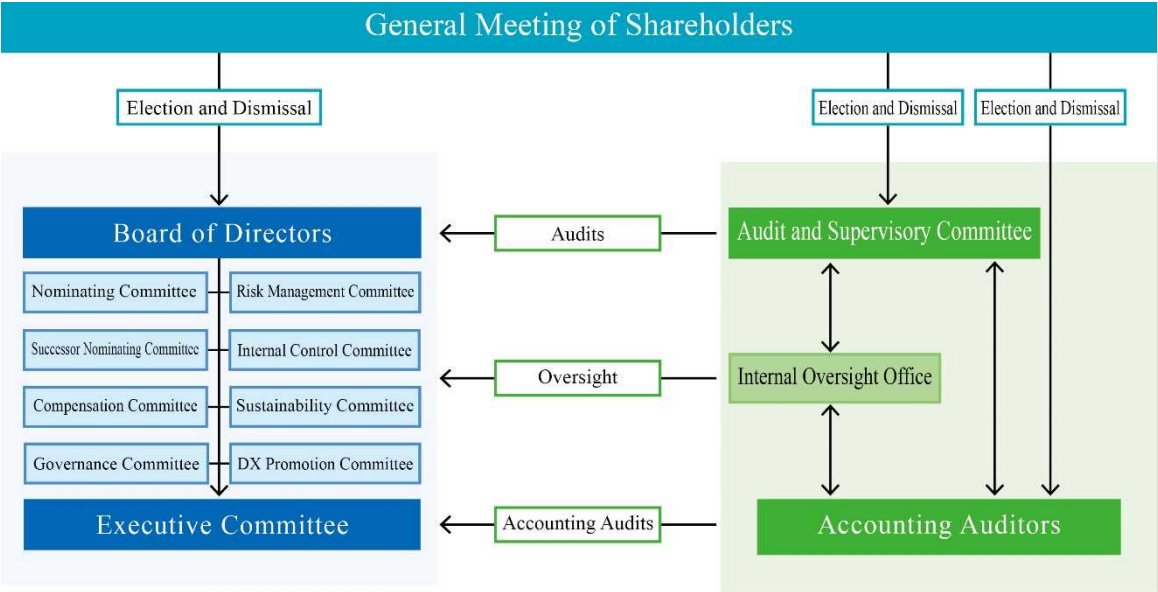 General Meeting of Shareholders
Election and Dismissal
Election and Dismissal
Election and Dismissal
Board of Directors
Audits
Audit and Supervisory Committee
Nominating Committee
Risk Management Committee
Successor Nominating Committee
Internal Control Committee
Oversight
Internal Oversight Office
Compensation Committee
Sustainability Committee
Governance Committee
DX Promotion Committee
Executive Committee
Accounting Audits
Accounting Auditors